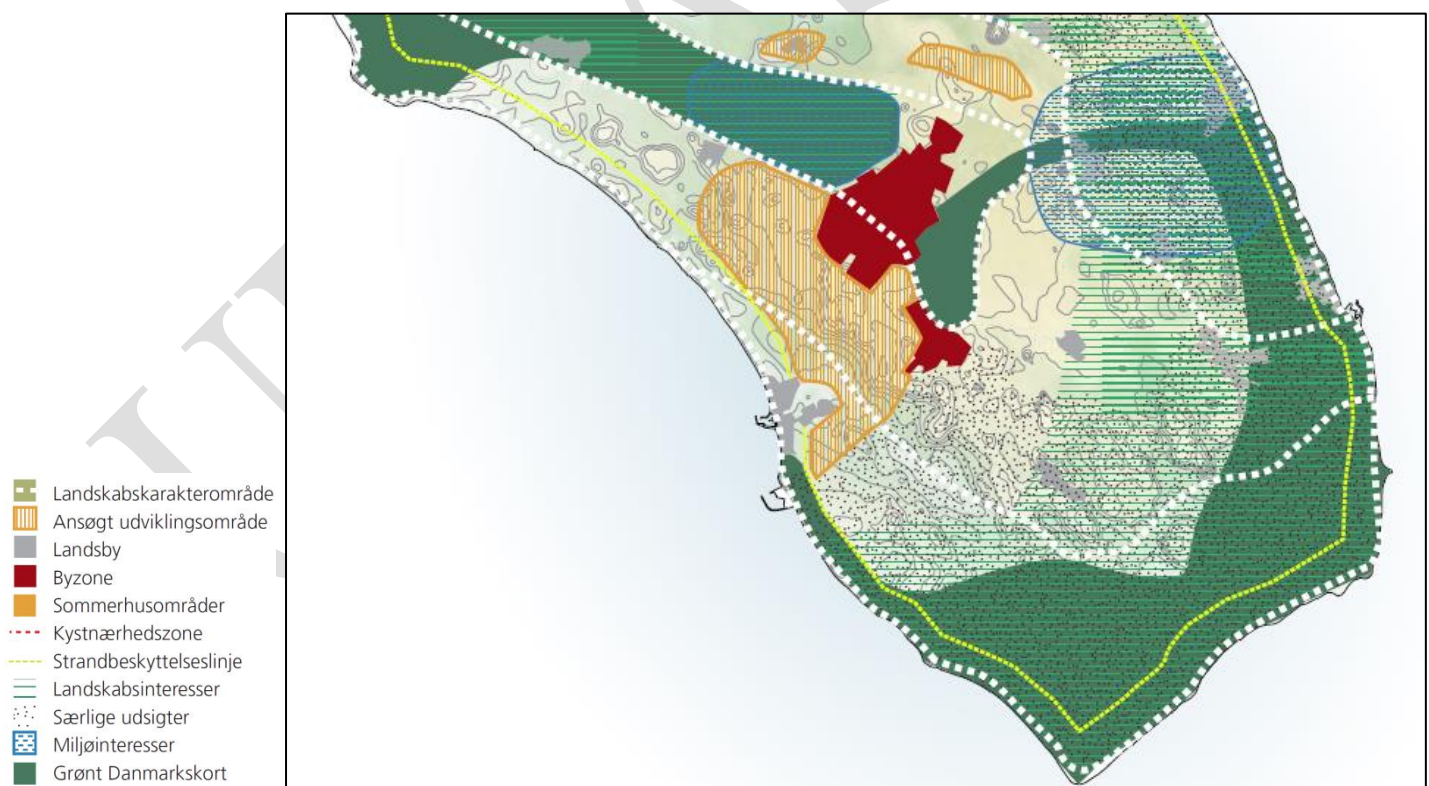 Landskabskarakterområde
Ansøgt udviklingsområde
Landsby
Byzone
Sommerhusområder
Kystnærhedszone
Strandbeskyttelseslinje
Landskabsinteresser
Særlige udsigter
Miljøinteresser
Grønt Danmarkskort